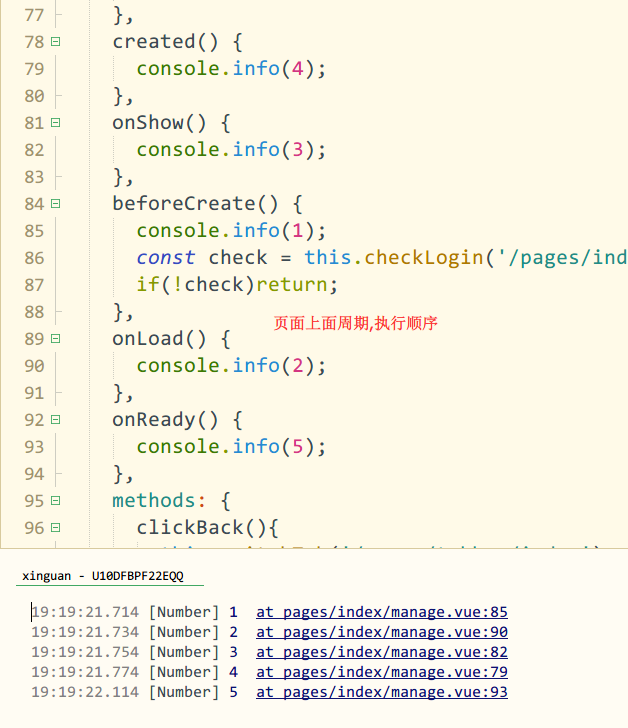 77 },
78 created() {
79 console.info(4);
80 },
81 onShow() {
82 console.info(3);
83 },
84 beforeCreate() {
85 console.info(1);
86 const check = this.checkLogin('/pages/ind
87 if(!check)return;
88 },
页面上面周期,执行顺序
89 onLoad() {
90 console.info(2);
91 },
92 onReady() {
93 console.info(5);
94 },
95 methods: {
96 clickBack(){
xinguan - U10DFBPF22EQQ
19:19:21.714 [Number] 1 at pages/index/manage.vue:85
19:19:21.734 [Number] 2 at pages/index/manage.vue:90
19:19:21.754 [Number] 3 at pages/index/manage.vue:82
19:19:21.774 [Number] 4 at pages/index/manage.vue:79
19:19:22.114 [Number] 5 at pages/index/manage.vue:93